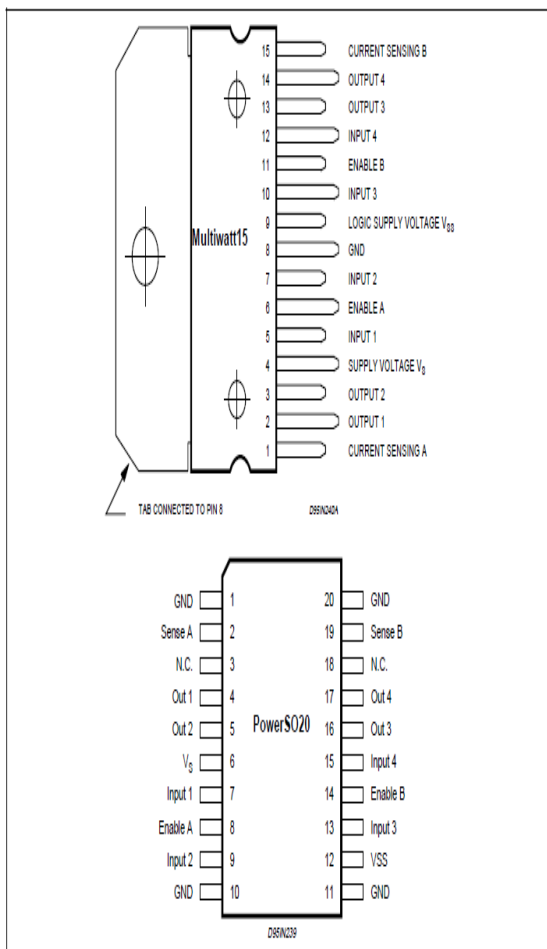 15 CURRENT SENSING B
14 OUTPUT 4
13 OUTPUT 3
12 INPUT 4
11 ENABLE B
10 INPUT 3
Multiwatt15
9 LOGIC SUPPLY VOLTAGE VSS
8 GND
7 INPUT 2
6 ENABLE A
5 INPUT 1
4 SUPPLY VOLTAGE VS
3 OUTPUT 2
2 OUTPUT 1
1 CURRENT SENSING A
TAB CONNECTED TO PIN 8
D95IN240A
GND 1 20 GND
Sense A 2 19 Sense B
N.C. 3 18 N.C.
Out 1 4 17 Out 4
Out 2 5 PowerSO20 16 Out 3
VS 6 15 Input 4
Input 1 7 14 Enable B
Enable A 8 13 Input 3
Input 2 9 12 VSS
GND 10 11 GND
D95IN239